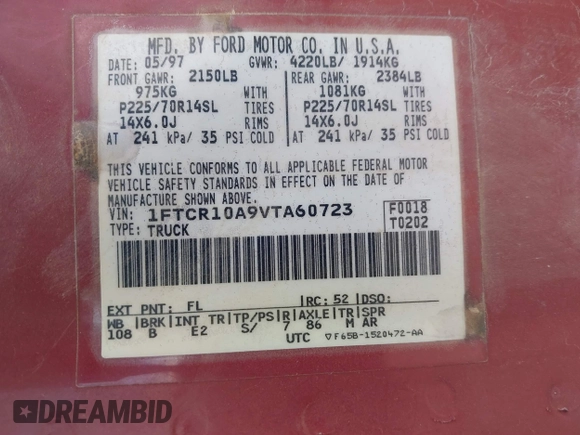 MFD. BY FORD MOTOR CO. IN U.S.A.
DATE: 05/97 GVWR: 4220LB/ 1914KG
FRONT GAWR: 2150LB REAR GAWR: 2384LB
975KG WITH 1081KG WITH
P225/70R14SL TIRES P225/70R14SL TIRES
14X6.0J RIMS 14X6.0J RIMS
AT 241 kPa/ 35 PSI COLD AT 241 kPa/ 35 PSI COLD
THIS VEHICLE CONFORMS TO ALL APPLICABLE FEDERAL MOTOR
VEHICLE SAFETY STANDARDS IN EFFECT ON THE DATE OF
MANUFACTURE SHOWN ABOVE.
VIN: 1FTCR10A9VTA60723 F0018
TYPE: TRUCK T0202
EXT PNT: FL RC: 52 DSO:
WB BRK INT TR TP/PS R AXLE TR SPR
108 B E2 S/ 7 86 M AR
UTC ▽F65B-1520472-AA
DREAMBID